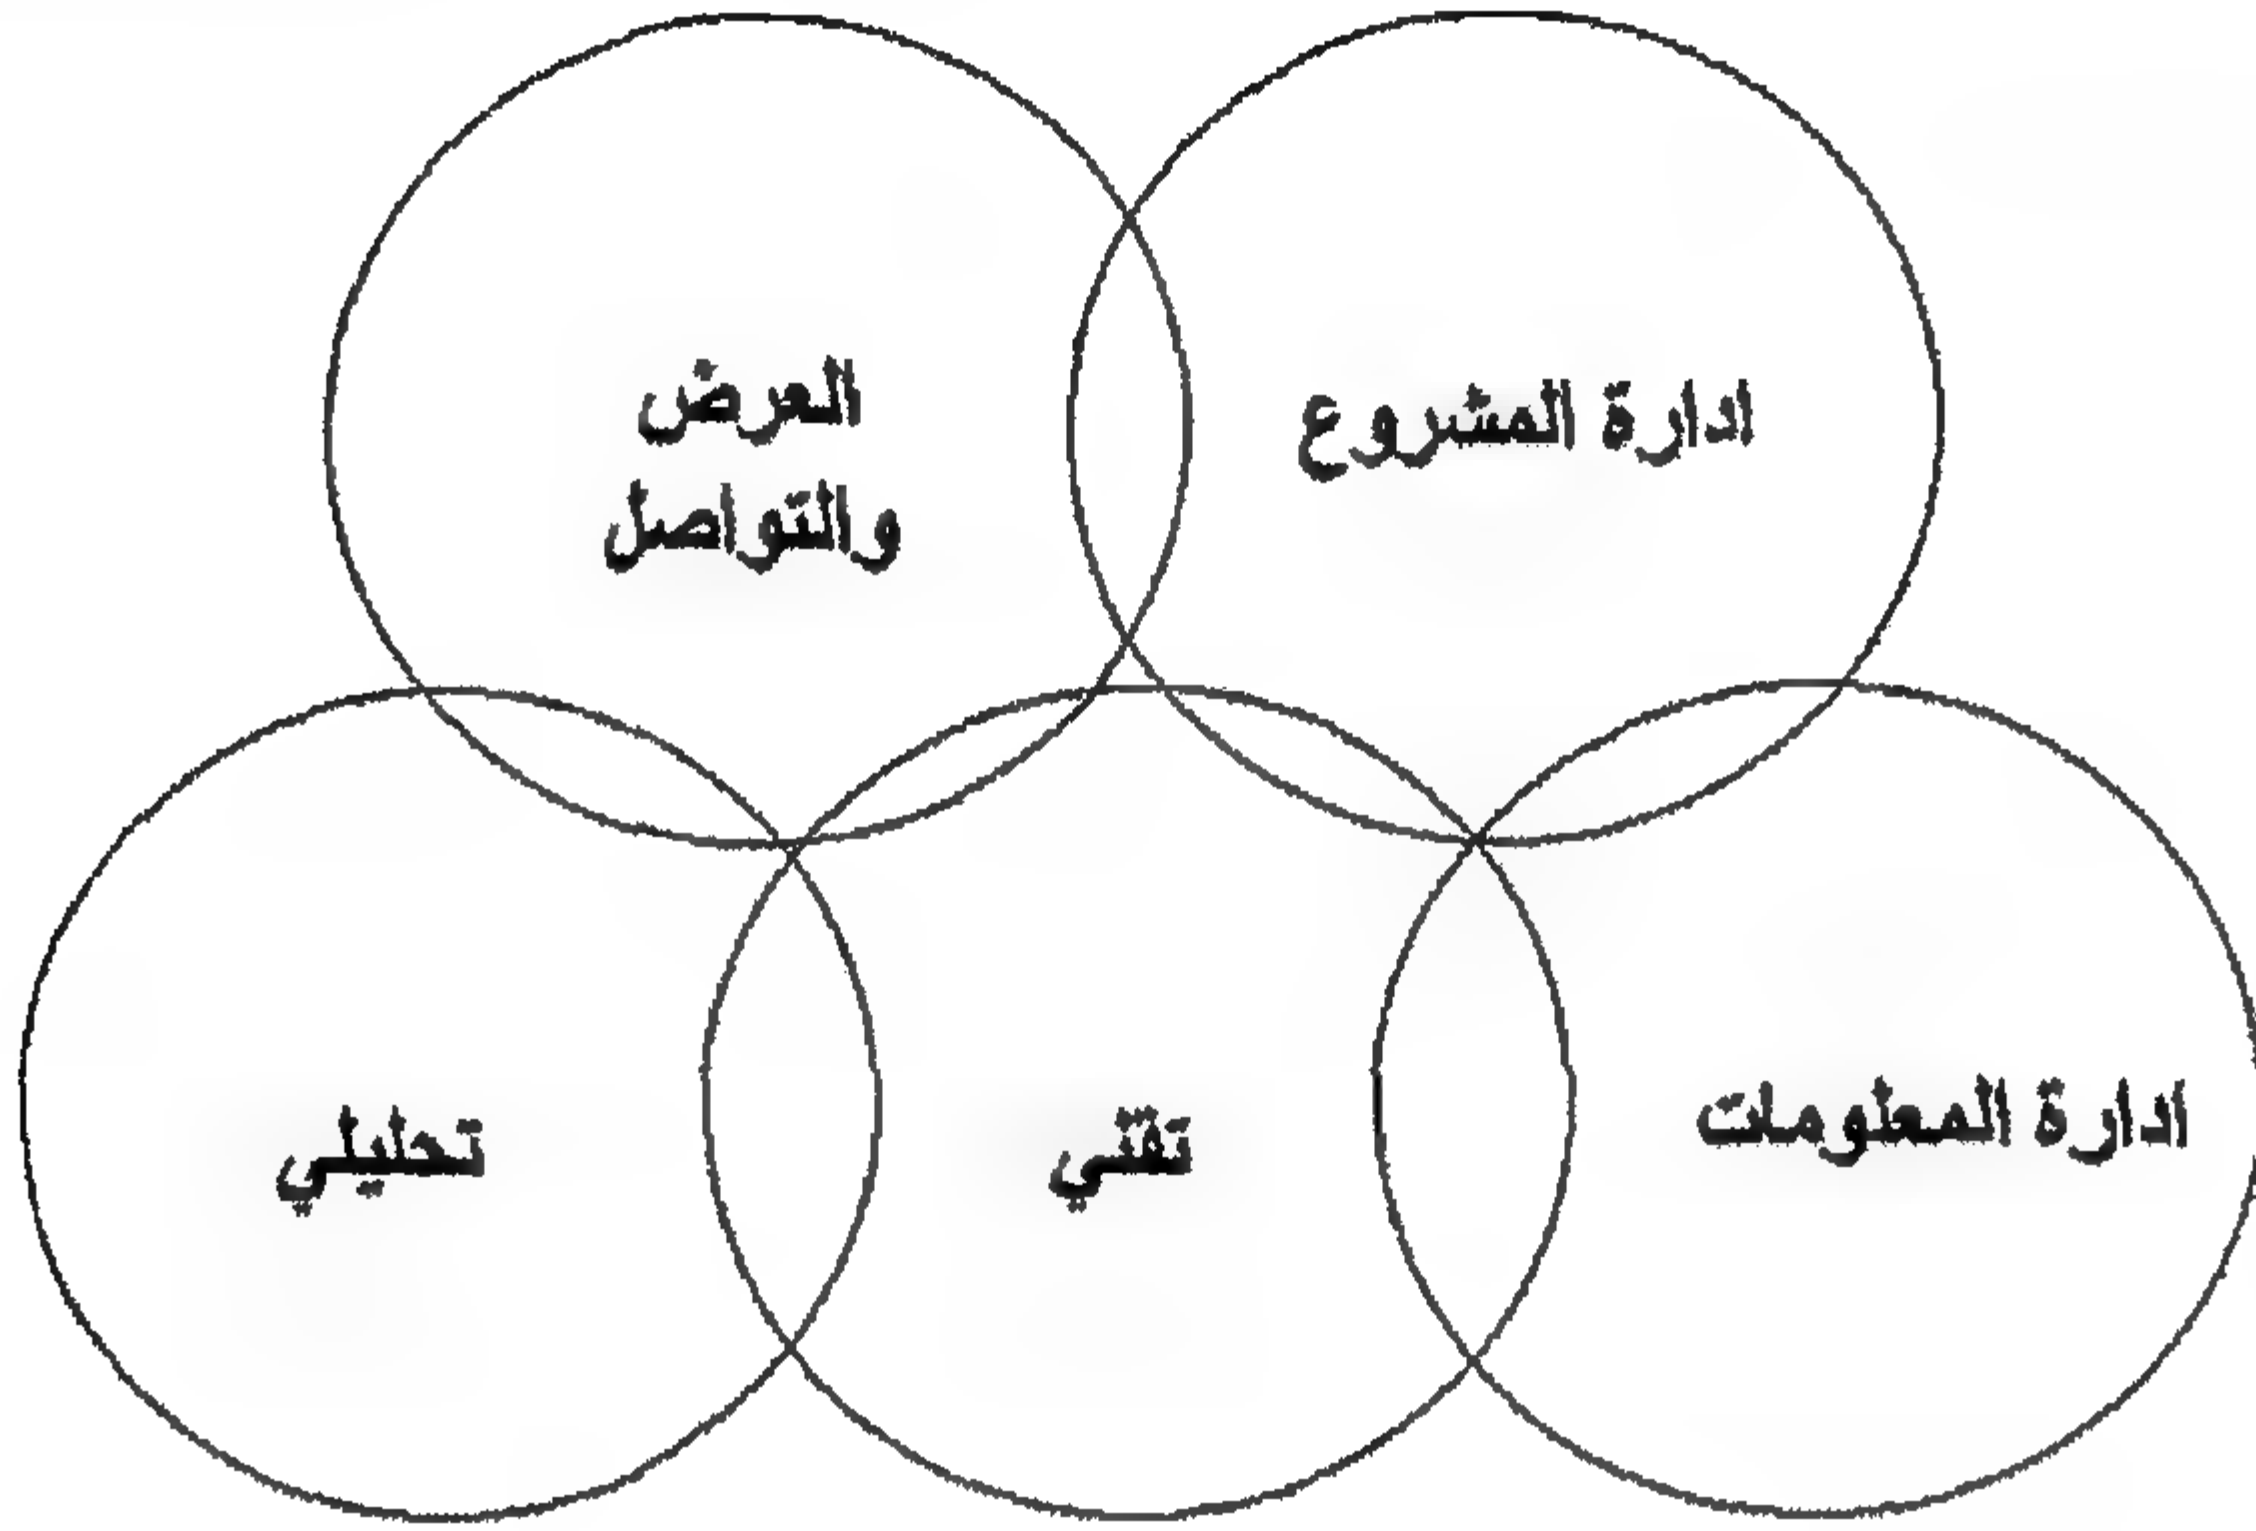 ادارة المشروع
العرض
والتواصل
ادارة المعلومات
تقني
تحليلي